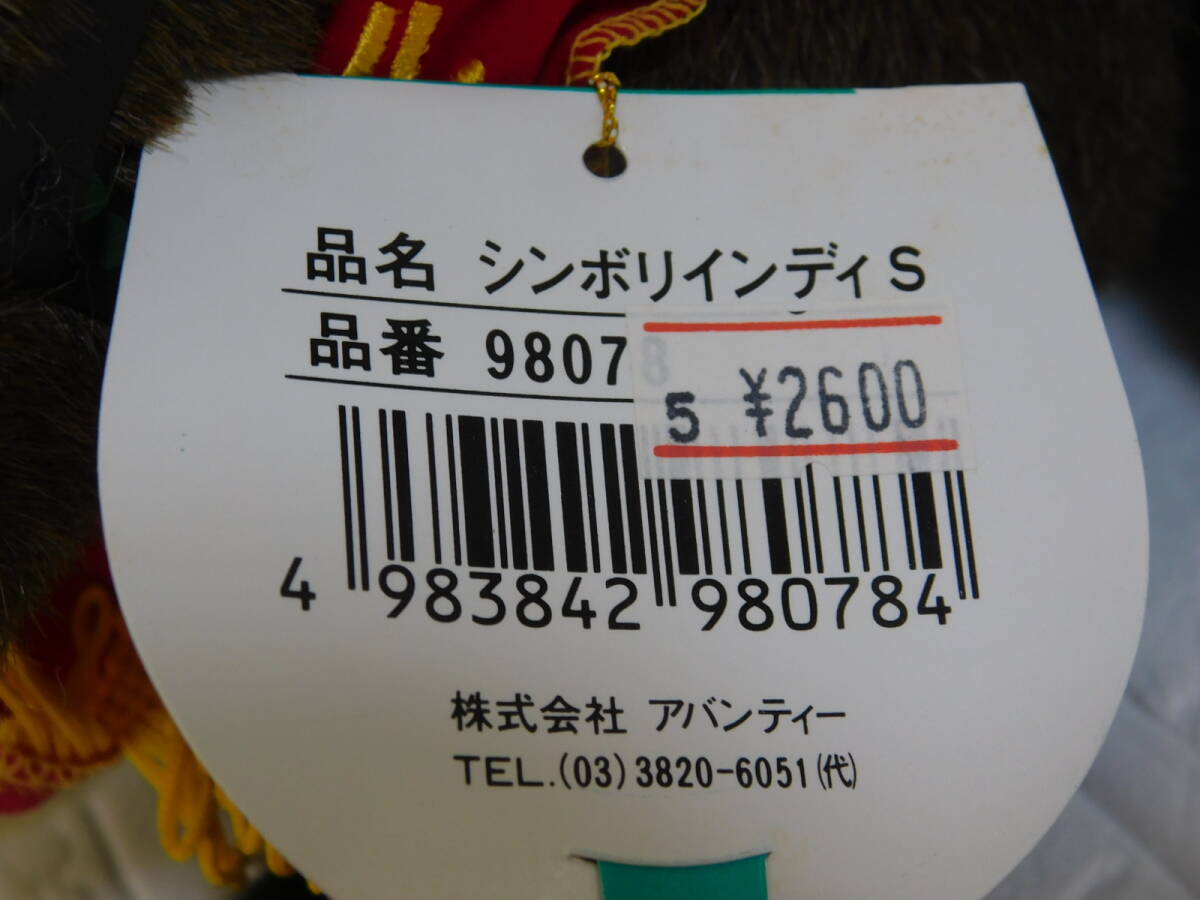 品名 シンボリインディS
品番 98078
5 ¥2600
4 983842 980784
株式会社 アバンティー
TEL.(03)3820-6051(代)